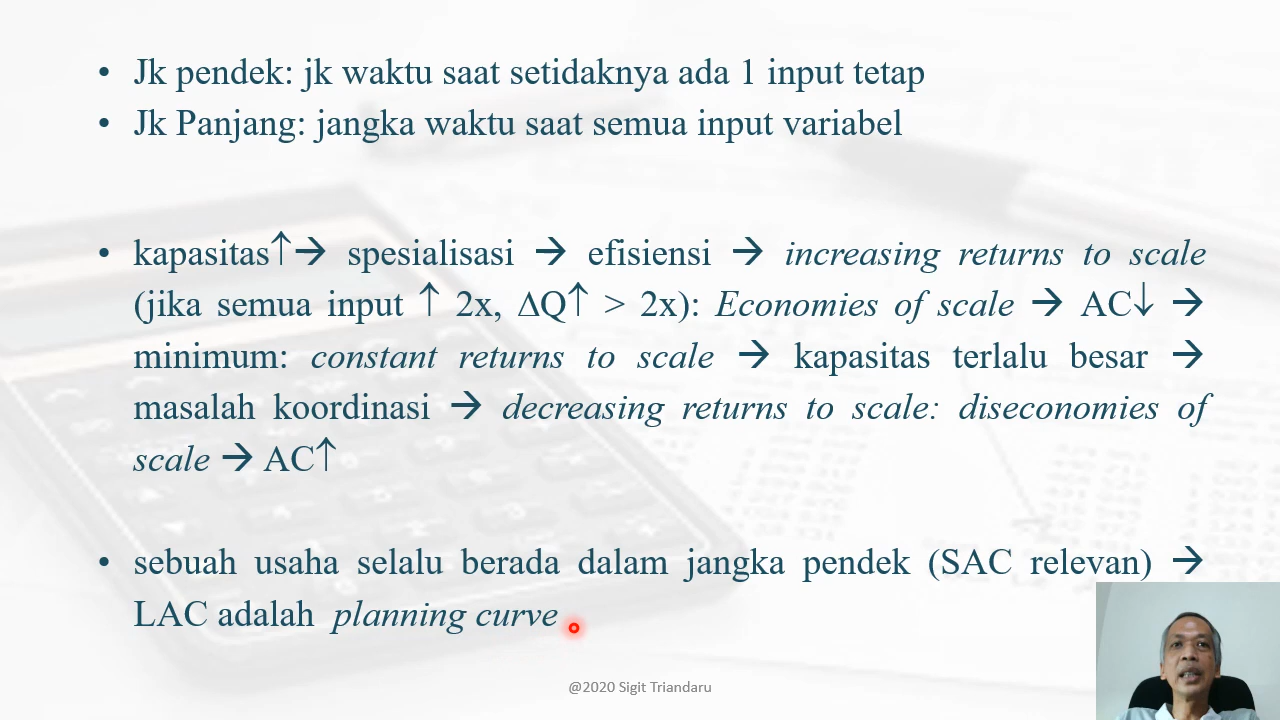 • Jk pendek: jk waktu saat setidaknya ada 1 input tetap
• Jk Panjang: jangka waktu saat semua input variabel
• kapasitas↑→ spesialisasi → efisiensi → increasing returns to scale
(jika semua input ↑ 2x, ΔQ↑ > 2x): Economies of scale → AC↓ →
minimum: constant returns to scale → kapasitas terlalu besar →
masalah koordinasi → decreasing returns to scale: diseconomies of
scale → AC↑
• sebuah usaha selalu berada dalam jangka pendek (SAC relevan) →
LAC adalah planning curve
@2020 Sigit Triandaru